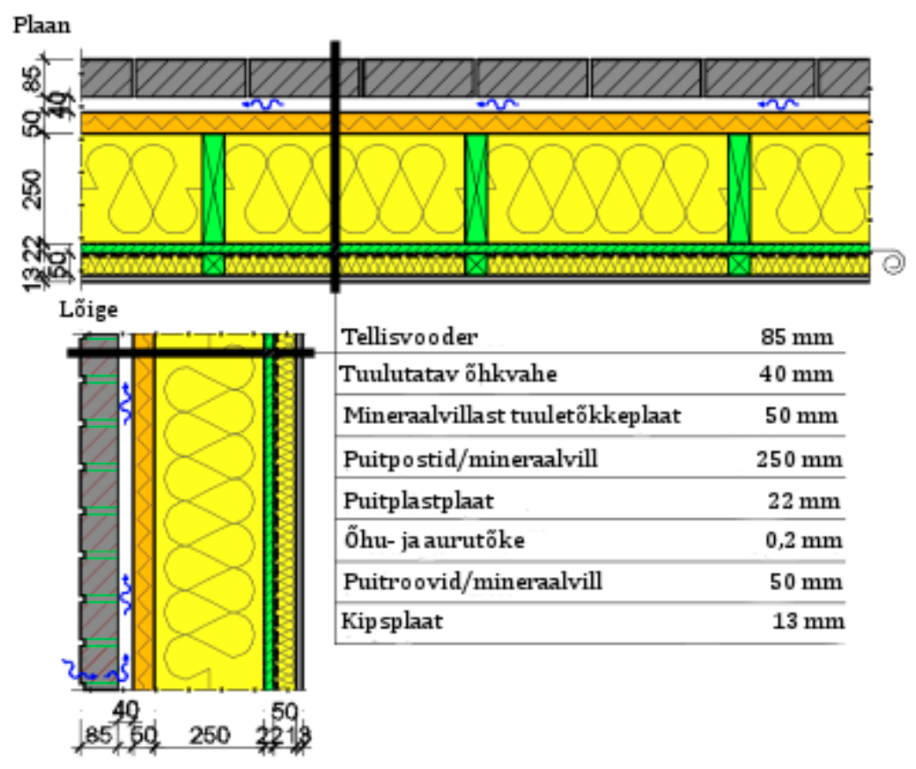 Plaan
85
40
50
250
22
50
13
Lõige
Tellisvooder 85 mm
Tuulutatav õhkvahe 40 mm
Mineraalvillast tuuletõkkeplaat 50 mm
Puitpostid/mineraalvill 250 mm
Puitplastplaat 22 mm
Õhu- ja aurutõke 0,2 mm
Puitroovid/mineraalvill 50 mm
Kipsplaat 13 mm
40 50
85 50 250 22 13